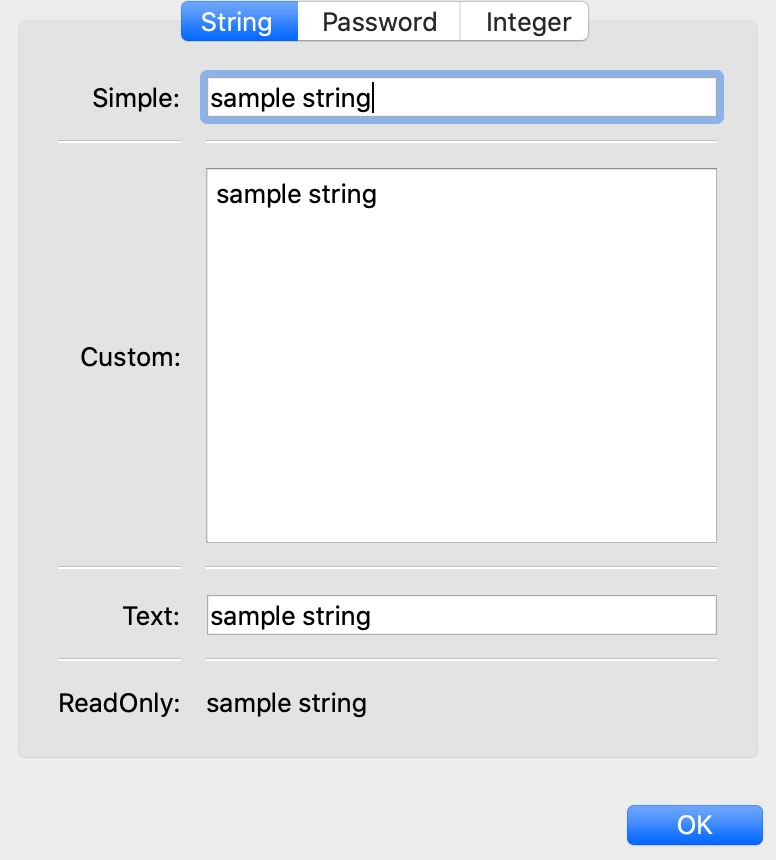 String Password Integer
Simple: sample string
sample string
Custom:
Text: sample string
ReadOnly: sample string
OK